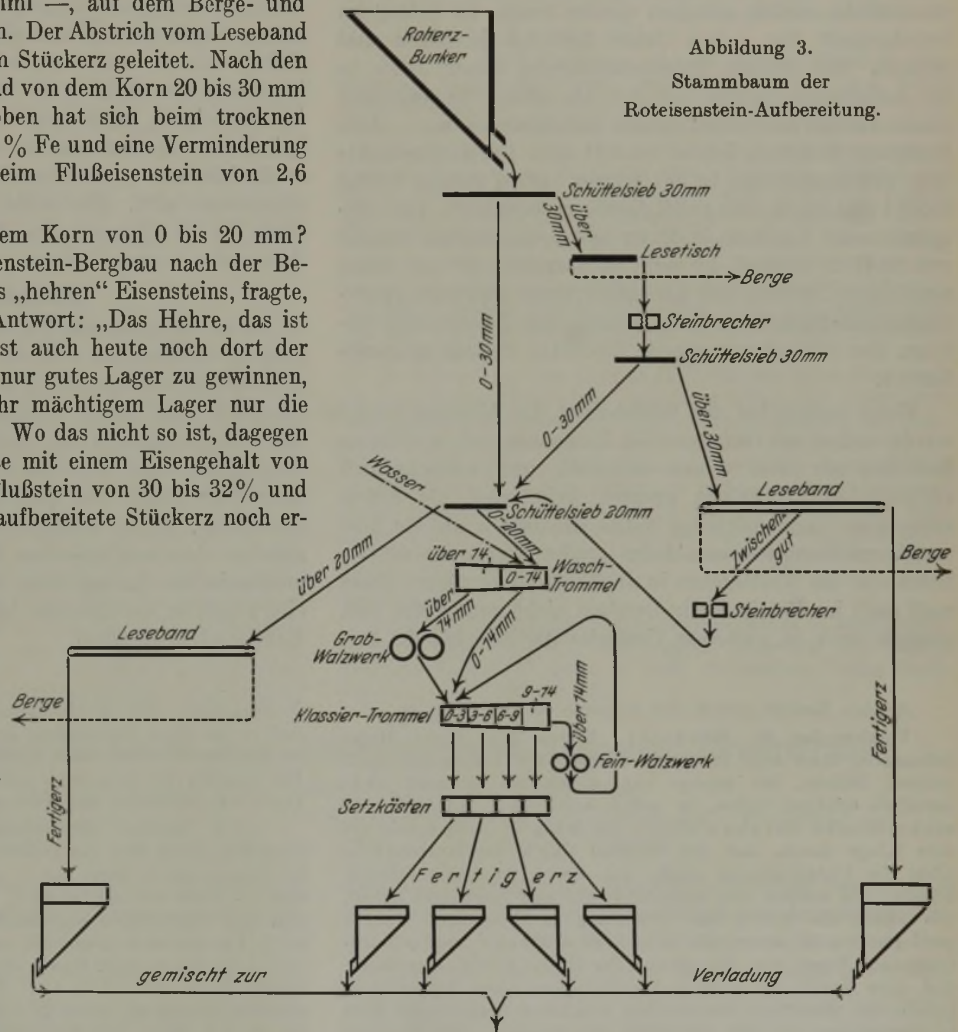 imi —, auf dem Berge- und
n. Der Abstrich vom Leseband
n Stückerz geleitet. Nach den
d von dem Korn 20 bis 30 mm
oben hat sich beim trocknen
% Fe und eine Verminderung
eim Flußeisenstein von 2,6
em Korn von 0 bis 20 mm?
enstein-Bergbau nach der Be-
s „hehren“ Eisensteins, fragte,
Antwort: „Das Hehre, das ist
st auch heute noch dort der
nur gutes Lager zu gewinnen,
hr mächtigem Lager nur die
Wo das nicht so ist, dagegen
e mit einem Eisengehalt von
lußstein von 30 bis 32% und
aufbereitete Stückerz noch er-
Abbildung 3.
Stammbaum der
Roteisenstein-Aufbereitung.
Roherz-
Bunker
Schüttelsieb 30mm
über
30mm
Lesetisch
Berge
Steinbrecher
0-30mm
Schüttelsieb 30mm
0-30mm
über 30mm
Wasser
Schüttelsieb 20mm
0-20mm
Leseband
Zwischen-
gut
Berge
über 20mm
über 14
0-14
Wasch-
Trommel
Steinbrecher
über
14mm
Grob-
Walzwerk
0-14mm
Leseband
Berge
9-14
Klassier-Trommel
0-3 3-6 6-9
über 14mm
Fein-Walzwerk
Fertigerz
Setzkästen
Fertigerz
Fertigerz
gemischt zur
Verladung